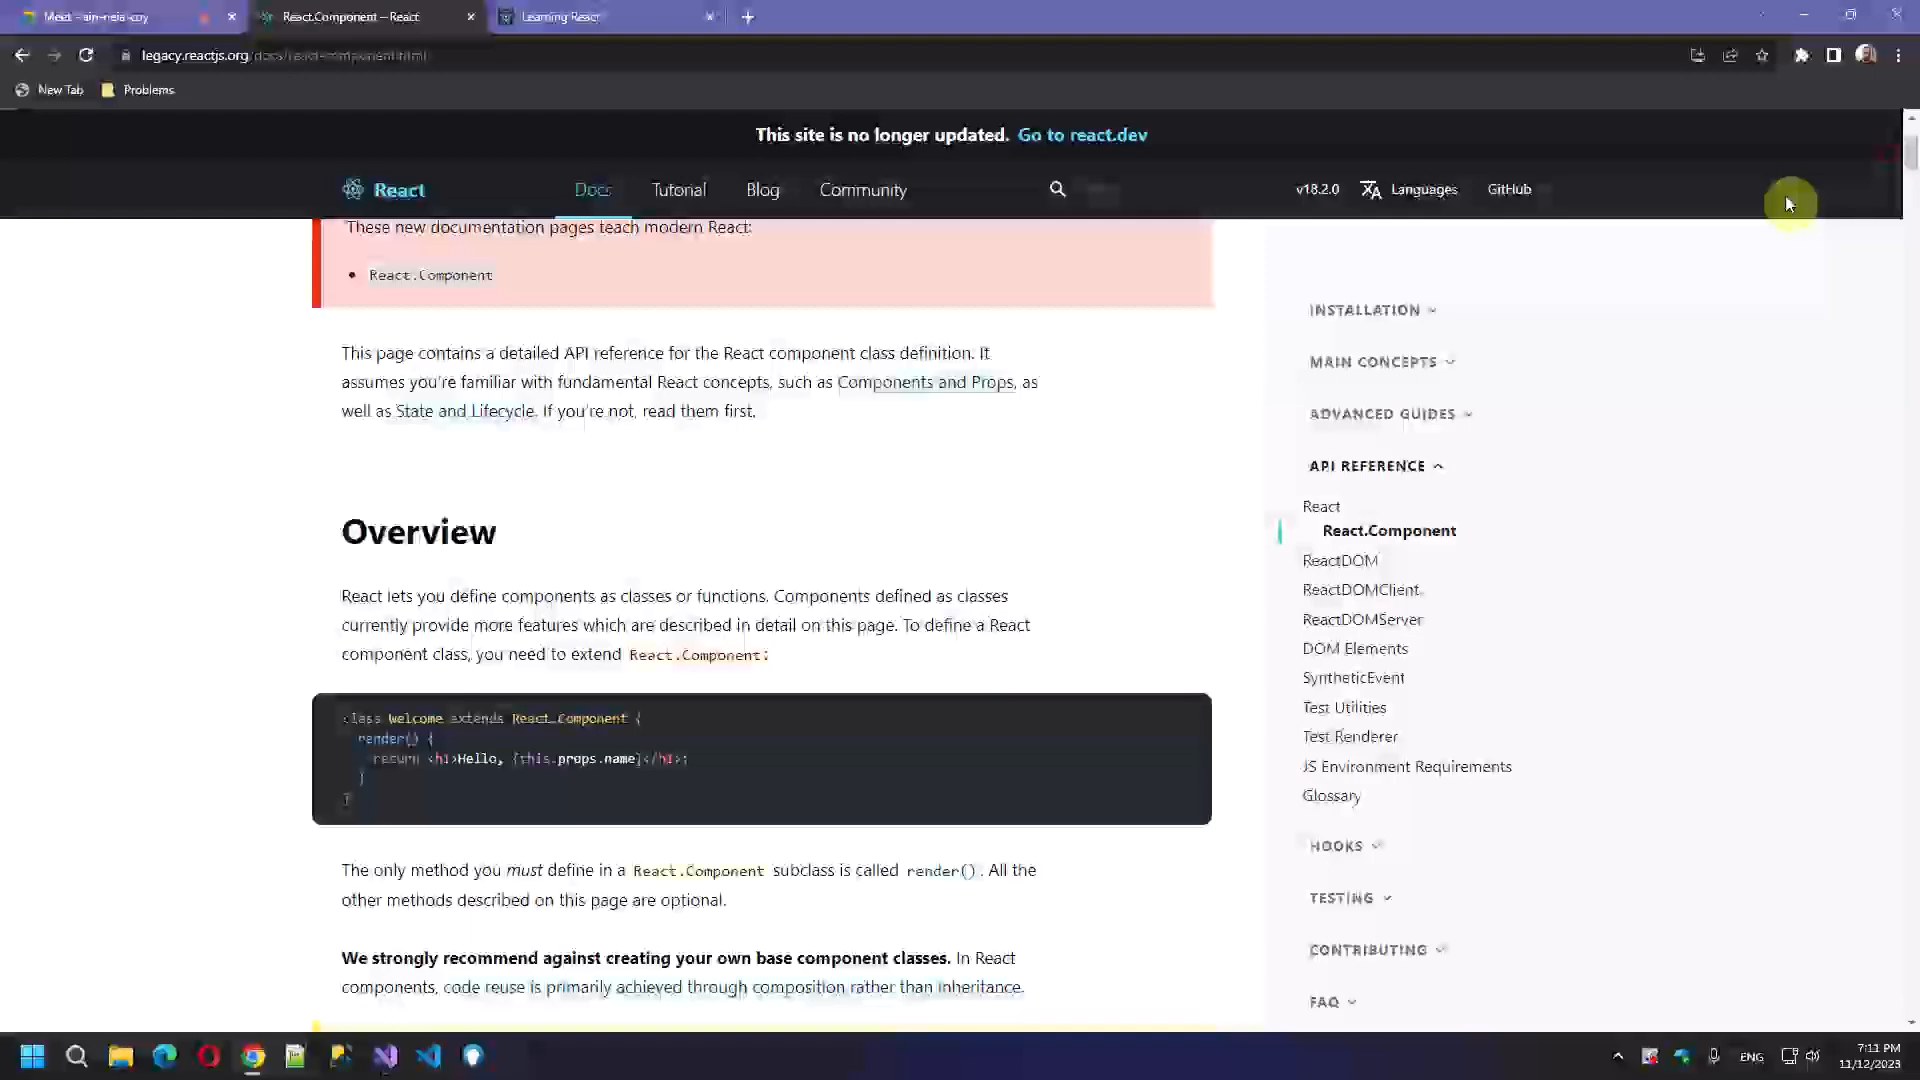 React.Component – React
Learning React
legacy.reactjs.org/docs/react-component.html
New Tab
Problems
This site is no longer updated. Go to react.dev
React
Docs
Tutorial
Blog
Community
v18.2.0
Languages
GitHub
These new documentation pages teach modern React:
React.Component
This page contains a detailed API reference for the React component class definition. It
assumes you're familiar with fundamental React concepts, such as Components and Props, as
well as State and Lifecycle. If you're not, read them first.
Overview
React lets you define components as classes or functions. Components defined as classes
currently provide more features which are described in detail on this page. To define a React
component class, you need to extend React.Component:
class Welcome extends React.Component {
render() {
return <h1>Hello, {this.props.name}</h1>;
}
}
The only method you must define in a React.Component subclass is called render(). All the
other methods described on this page are optional.
We strongly recommend against creating your own base component classes. In React
components, code reuse is primarily achieved through composition rather than inheritance.
INSTALLATION
MAIN CONCEPTS
ADVANCED GUIDES
API REFERENCE
React
React.Component
ReactDOM
ReactDOMClient
ReactDOMServer
DOM Elements
SyntheticEvent
Test Utilities
Test Renderer
JS Environment Requirements
Glossary
HOOKS
TESTING
CONTRIBUTING
FAQ
ENG
7:11 PM
11/12/2023